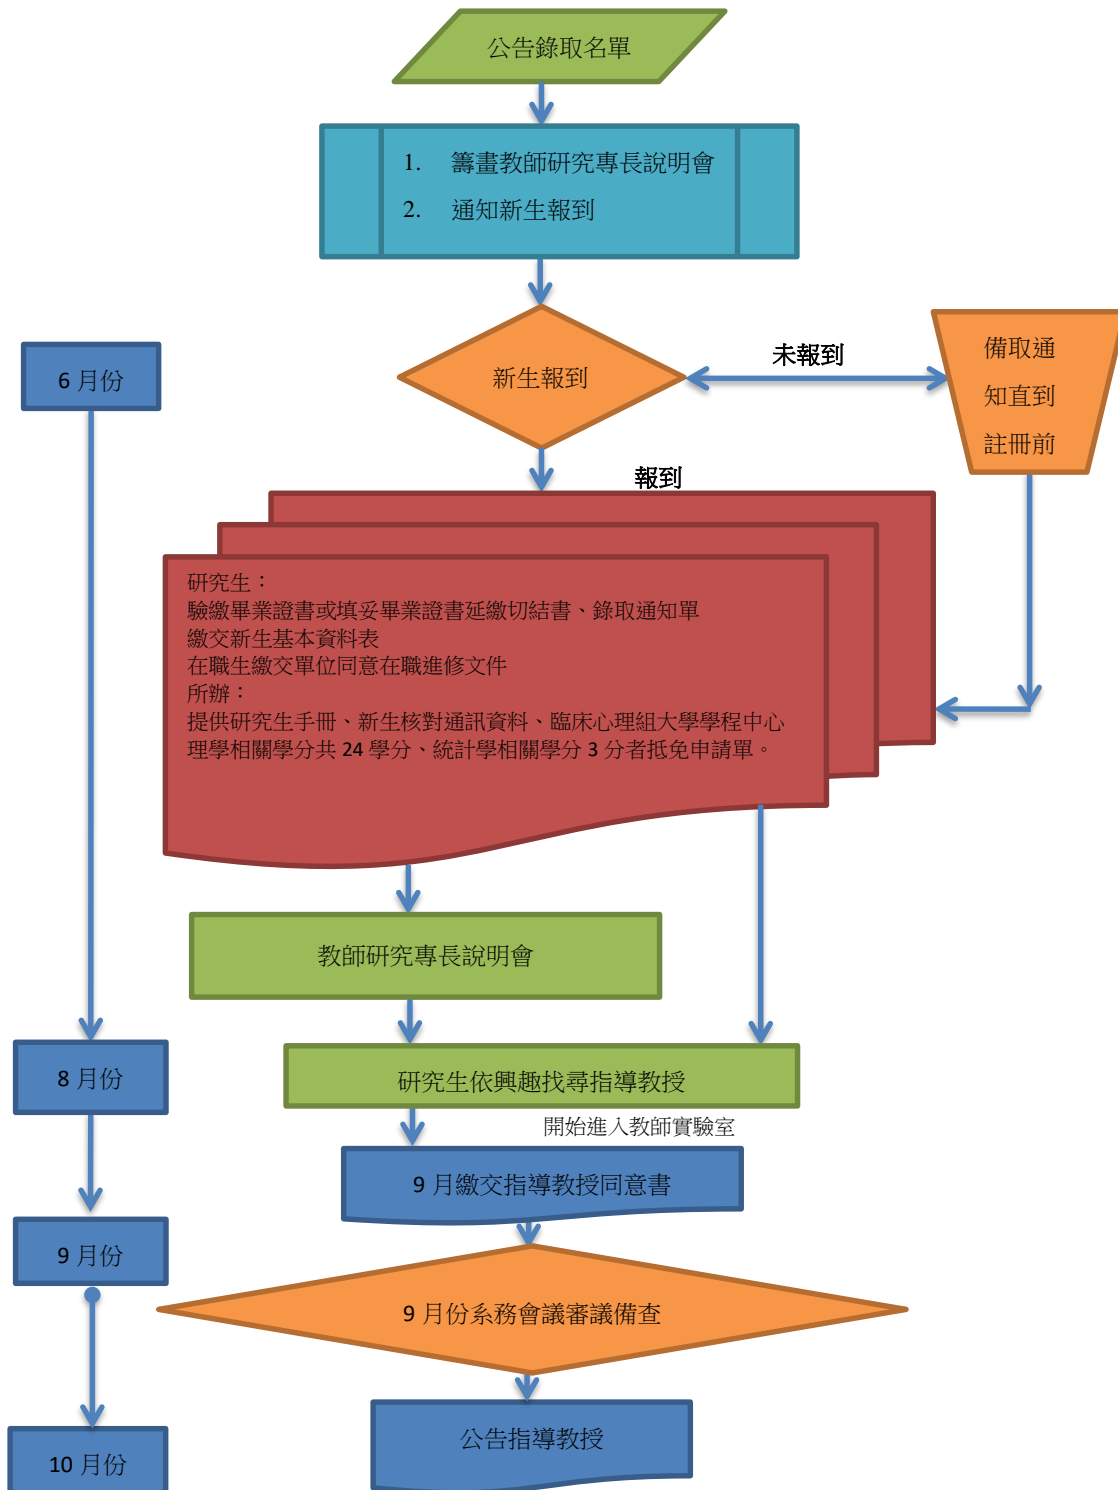 公告錄取名單
1. 籌畫教師研究專長說明會
2. 通知新生報到
6 月份
新生報到
未報到
備取通
知直到
註冊前
報到
研究生：
驗繳畢業證書或填妥畢業證書延繳切結書、錄取通知單
繳交新生基本資料表
在職生繳交單位同意在職進修文件
所辦：
提供研究生手冊、新生核對通訊資料、臨床心理組大學學程中心
理學相關學分共 24 學分、統計學相關學分 3 分者抵免申請單。
教師研究專長說明會
8 月份
研究生依興趣找尋指導教授
開始進入教師實驗室
9 月繳交指導教授同意書
9 月份
9 月份系務會議審議備查
公告指導教授
10 月份